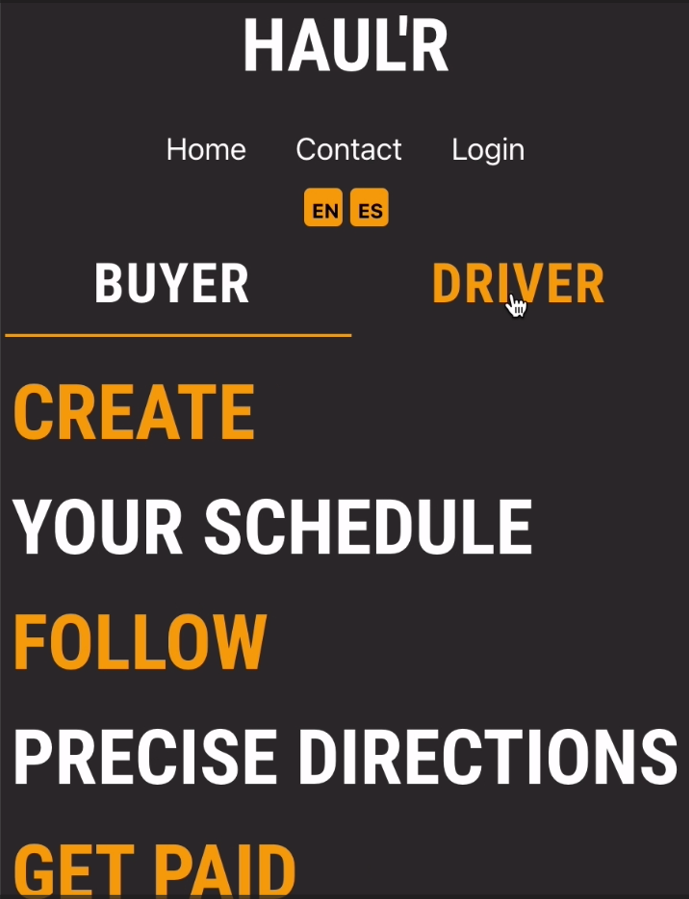 HAUL'R
Home Contact Login
EN ES
BUYER DRIVER
CREATE
YOUR SCHEDULE
FOLLOW
PRECISE DIRECTIONS
GET PAID